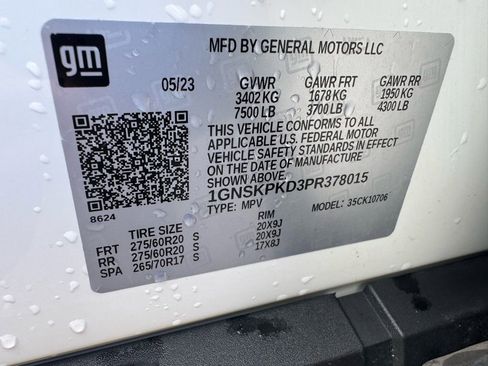 gm
MFD BY GENERAL MOTORS LLC
05/23 GVWR GAWR FRT GAWR RR
3402 KG 1678 KG 1950 KG
7500 LB 3700 LB 4300 LB
THIS VEHICLE CONFORMS TO ALL
APPLICABLE U.S. FEDERAL MOTOR
VEHICLE SAFETY STANDARDS IN EFFECT
ON THE DATE OF MANUFACTURE
SHOWN ABOVE.
1GNSKPKD3PR378015
8624 TYPE: MPV MODEL: 35CK10706
TIRE SIZE RIM
FRT 275/60R20 S 20X9J
RR 275/60R20 S 20X9J
SPA 265/70R17 S 17X8J